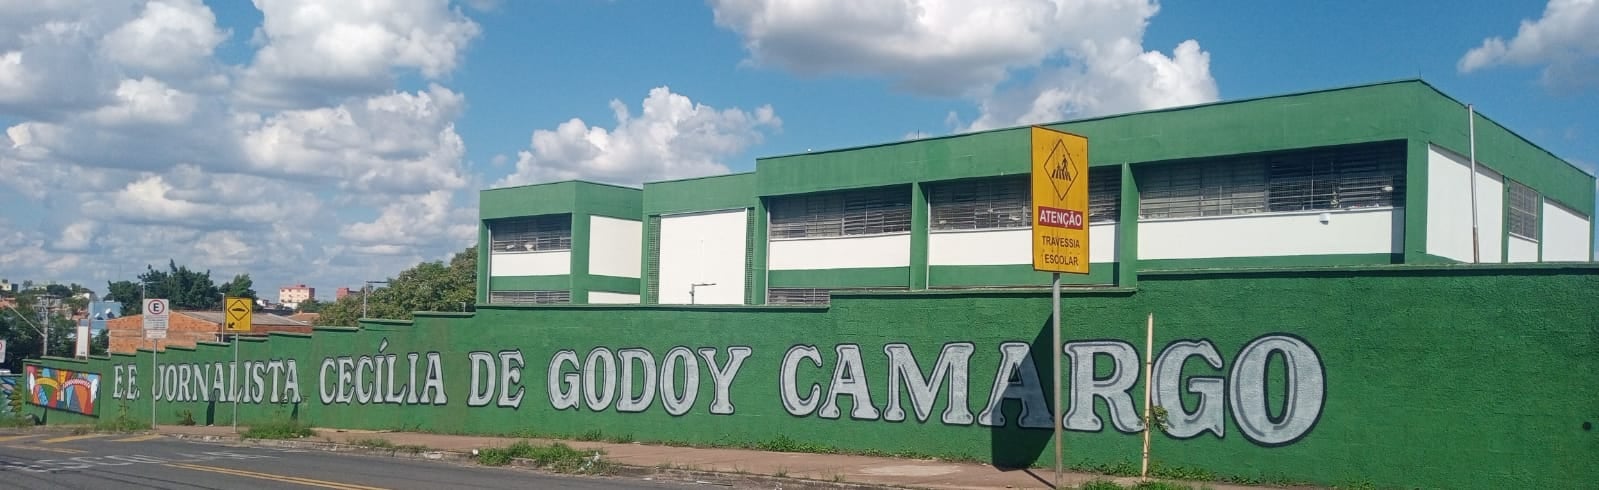 E.E. JORNALISTA CECÍLIA DE GODOY CAMARGO
ATENÇÃO
TRAVESSIA
ESCOLAR
E